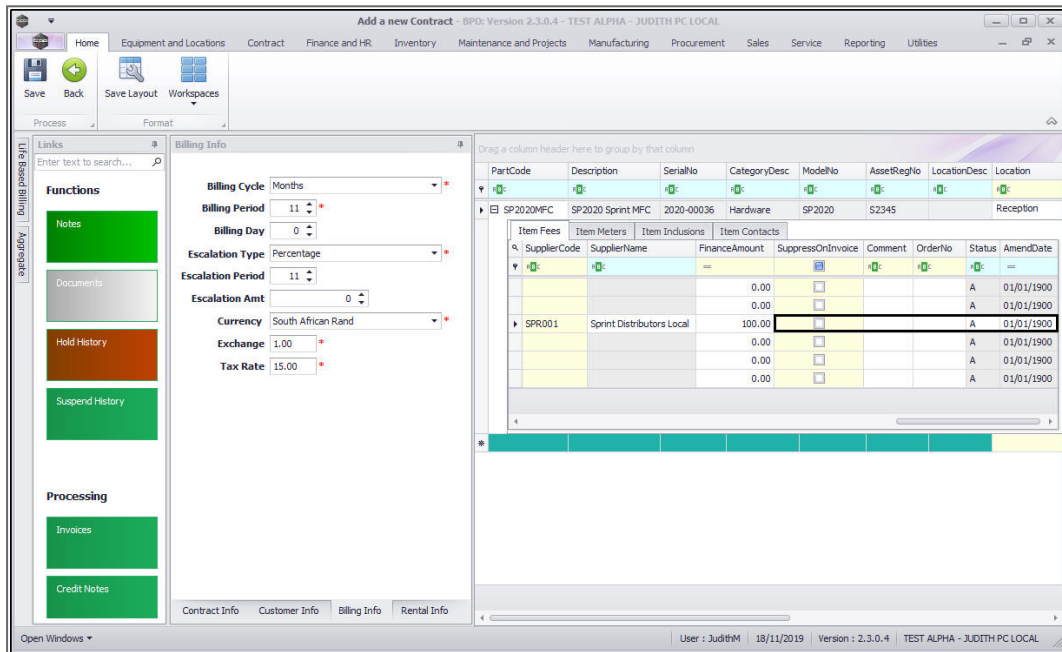 Add a new Contract - BPO: Version 2.3.0.4 - TEST ALPHA - JUDITH PC LOCAL
Home Equipment and Locations Contract Finance and HR Inventory Maintenance and Projects Manufacturing Procurement Sales Service Reporting Utilities
Save Back Save Layout Workspaces
Process Format
Life Based Billing
Aggregate
Links
Enter text to search...
Functions
Notes
Documents
Hold History
Suspend History
Processing
Invoices
Credit Notes
Billing Info
Billing Cycle Months *
Billing Period 11 *
Billing Day 0
Escalation Type Percentage *
Escalation Period 11
Escalation Amt 0
Currency South African Rand *
Exchange 1.00 *
Tax Rate 15.00 *
Contract Info Customer Info Billing Info Rental Info
Drag a column header here to group by that column
PartCode Description SerialNo CategoryDesc ModelNo AssetRegNo LocationDesc Location
SP2020MFC SP2020 Sprint MFC 2020-00036 Hardware SP2020 S2345 Reception
Item Fees Item Meters Item Inclusions Item Contacts
SupplierCode SupplierName FinanceAmount SuppressOnInvoice Comment OrderNo Status AmendDate
0.00 A 01/01/1900
0.00 A 01/01/1900
SPR001 Sprint Distributors Local 100.00 A 01/01/1900
0.00 A 01/01/1900
0.00 A 01/01/1900
0.00 A 01/01/1900
Open Windows User : JudithM 18/11/2019 Version : 2.3.0.4 TEST ALPHA - JUDITH PC LOCAL